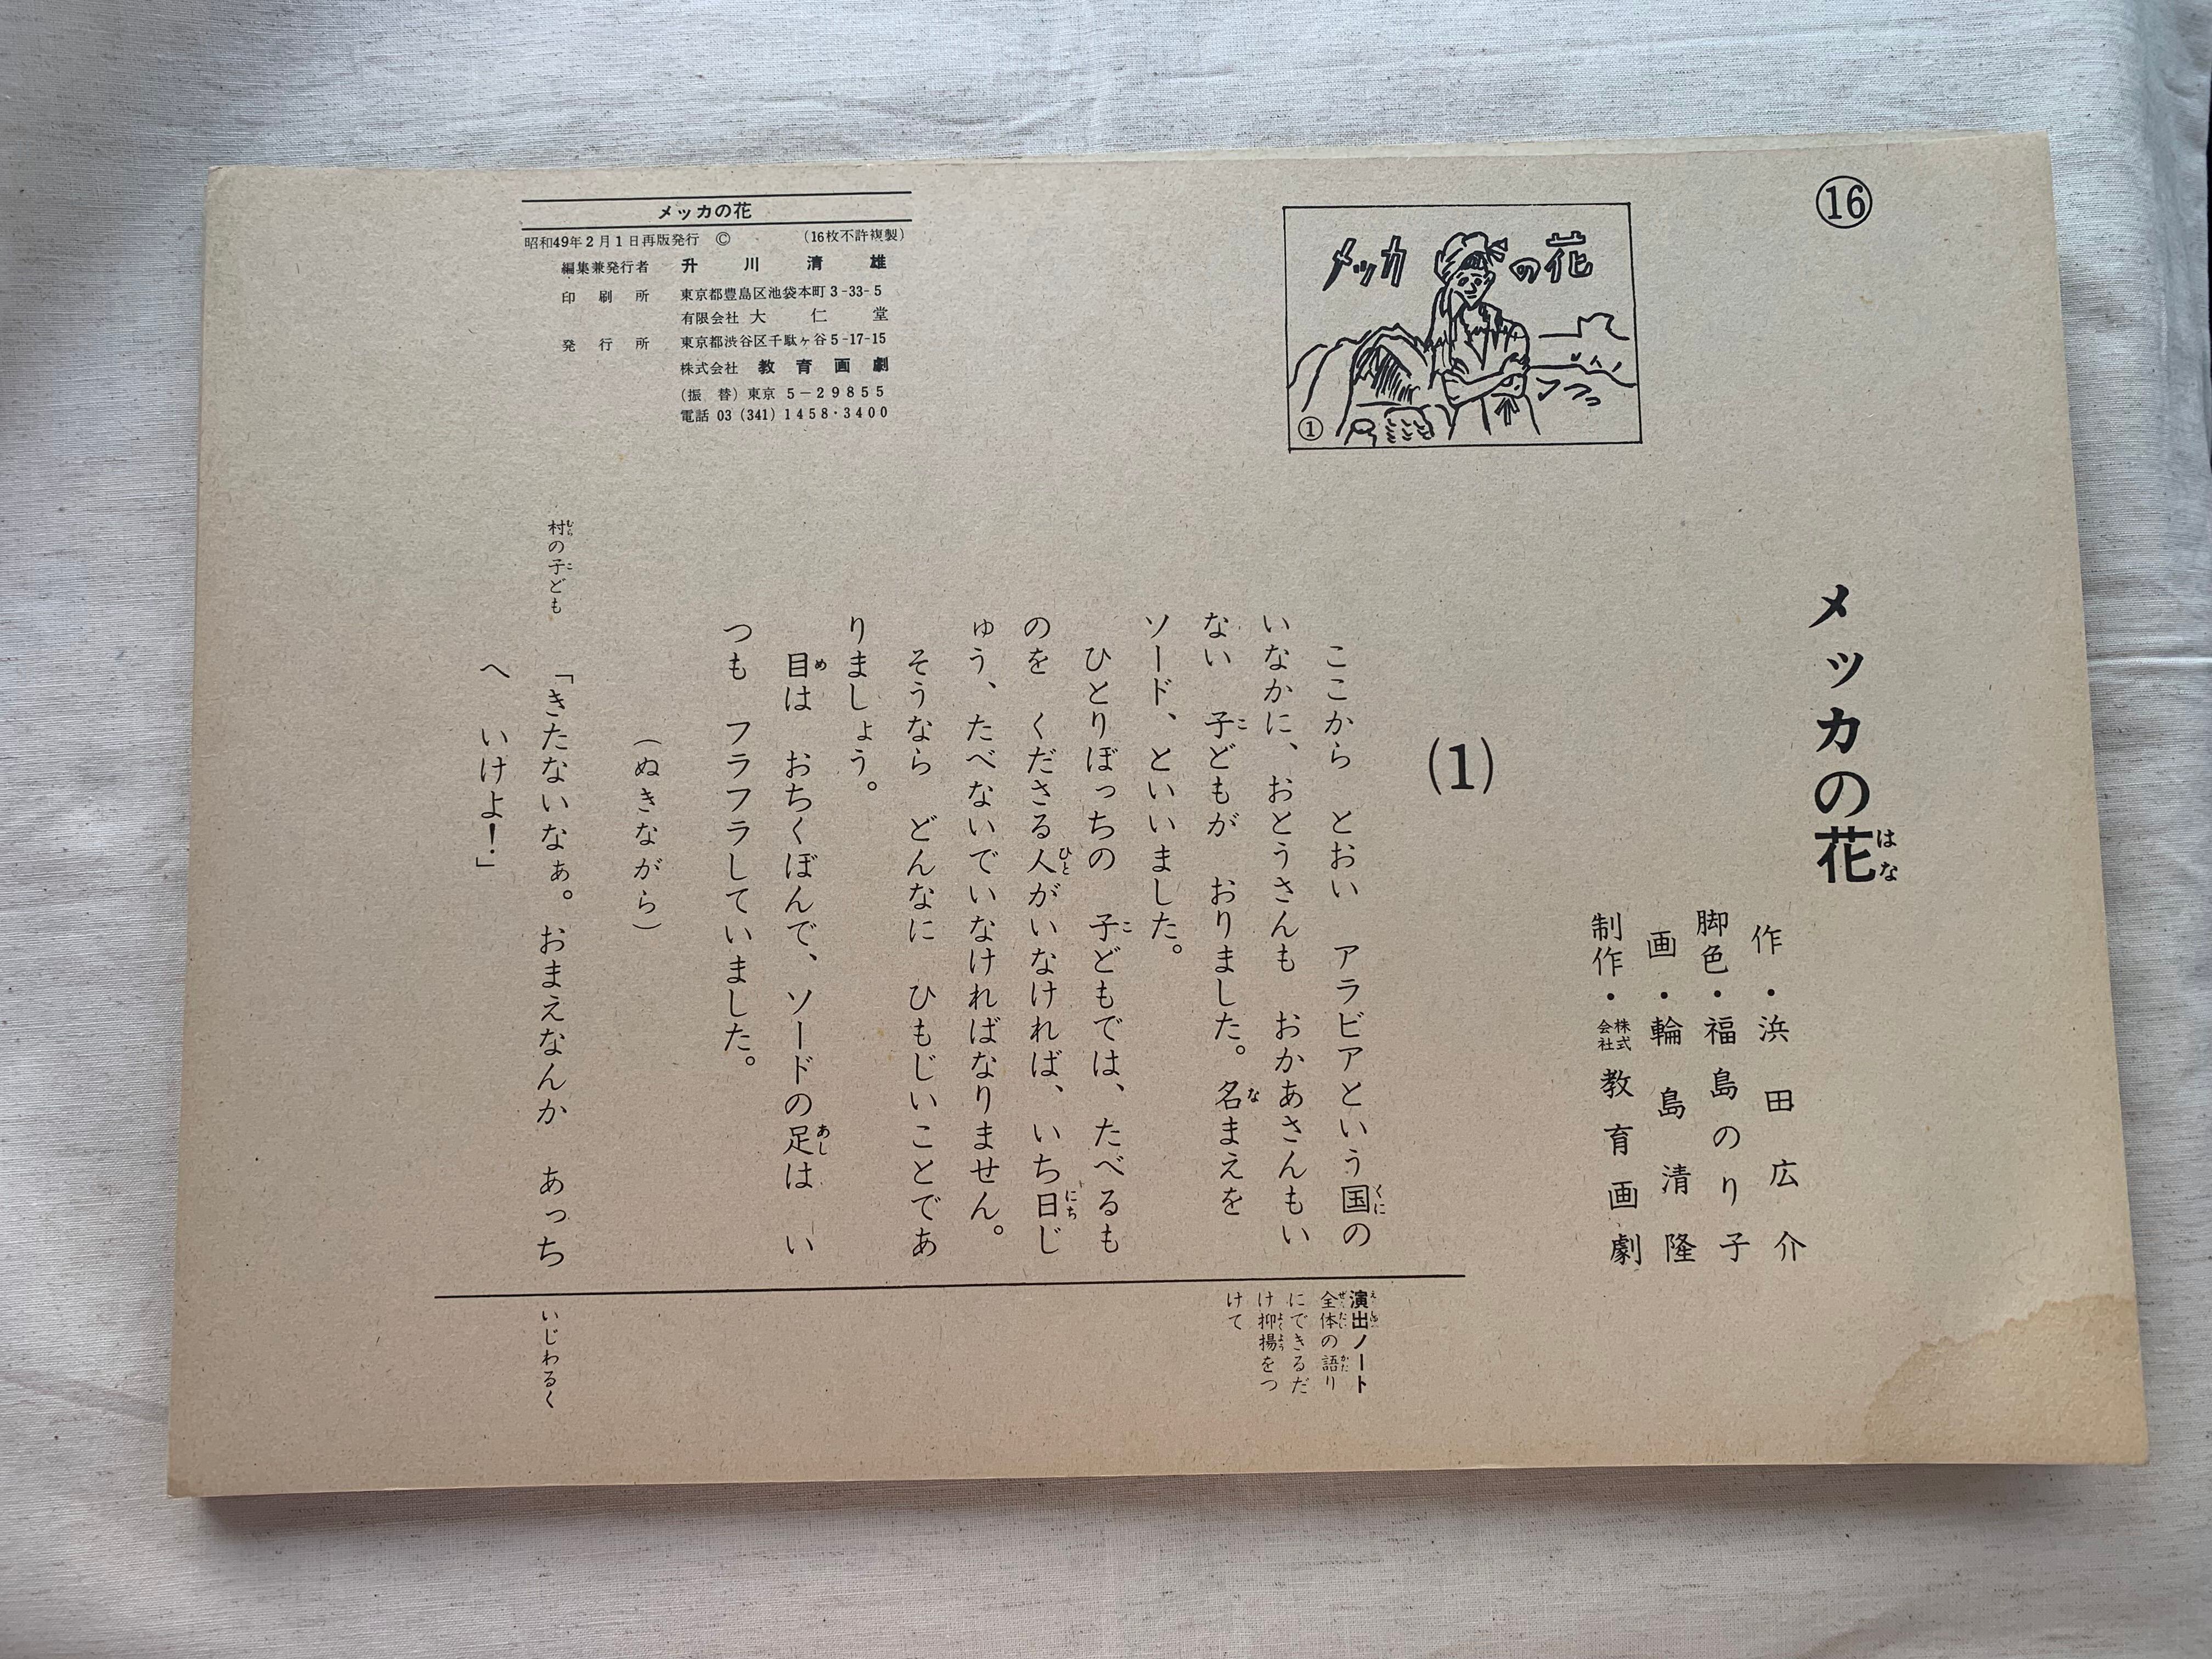 ⑯
メッカの花
①
メッカの花
昭和49年2月1日再版発行 © (16枚不許複製)
編集兼発行者 升川清雄
印刷所 東京都豊島区池袋本町3-33-5
有限会社 大仁堂
発行所 東京都渋谷区千駄ヶ谷5-17-15
株式会社 教育画劇
(振替)東京 5-29855
電話 03 (341) 1458・3400
メッカの花
はな
作・浜田広介
脚色・福島のり子
画・輪島清隆
制作・株式会社教育画劇
(1)
ここから とおい アラビアという国の
いなかに、おとうさんも おかあさんもい
ない 子どもが おりました。名まえを
ソード、といいました。
ひとりぼっちの 子どもでは、たべるも
のを くださる人がいなければ、いち日じ
ゅう、たべないでいなければなりません。
そうなら どんなに ひもじいことであ
りましょう。
目は おちくぼんで、ソードの足は い
つも フラフラしていました。
(ぬきながら)
村の子ども
「きたないなぁ。おまえなんか あっち
へ いけよ!」
演出ノート
全体の語り
にできるだ
け抑揚をつ
けて
いじわるく